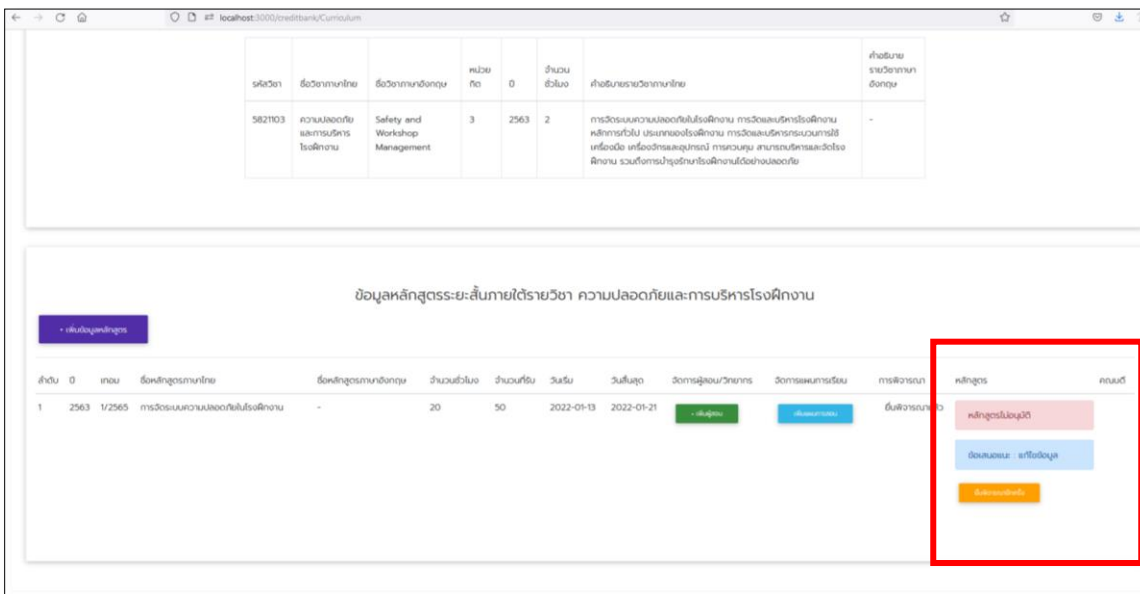 localhost:3000/creditbank/Curriculum
รหัสวิชา ชื่อวิชาภาษาไทย ชื่อวิชาภาษาอังกฤษ หน่วยกิต ปี จำนวนชั่วโมง คำอธิบายรายวิชาภาษาไทย คำอธิบายรายวิชาภาษาอังกฤษ
5821103 ความปลอดภัยและการบริหารโรงฝึกงาน Safety and Workshop Management 3 2563 2 การจัดระบบความปลอดภัยในโรงฝึกงาน การจัดและบริหารโรงฝึกงาน
หลักการทั่วไป ประเภทของโรงฝึกงาน การจัดและบริหารกระบวนการใช้
เครื่องมือ เครื่องจักรและอุปกรณ์ การควบคุม สามารถบริหารและจัดโรง
ฝึกงาน รวมถึงการบำรุงรักษาโรงฝึกงานได้อย่างปลอดภัย -
ข้อมูลหลักสูตรระยะสั้นภายใต้รายวิชา ความปลอดภัยและการบริหารโรงฝึกงาน
+ เพิ่มข้อมูลหลักสูตร
ลำดับ ปี เทอม ชื่อหลักสูตรภาษาไทย ชื่อหลักสูตรภาษาอังกฤษ จำนวนชั่วโมง จำนวนที่รับ วันเริ่ม วันสิ้นสุด จัดการผู้สอน/วิทยากร จัดการแผนการเรียน การพิจารณา หลักสูตร คณบดี
1 2563 1/2565 การจัดระบบความปลอดภัยในโรงฝึกงาน - 20 50 2022-01-13 2022-01-21 + เพิ่มผู้สอน เพิ่มแผนการสอน ยื่นพิจารณาแล้ว หลักสูตรไม่อนุมัติ
ข้อเสนอแนะ : แก้ไขข้อมูล
ยื่นพิจารณาอีกครั้ง